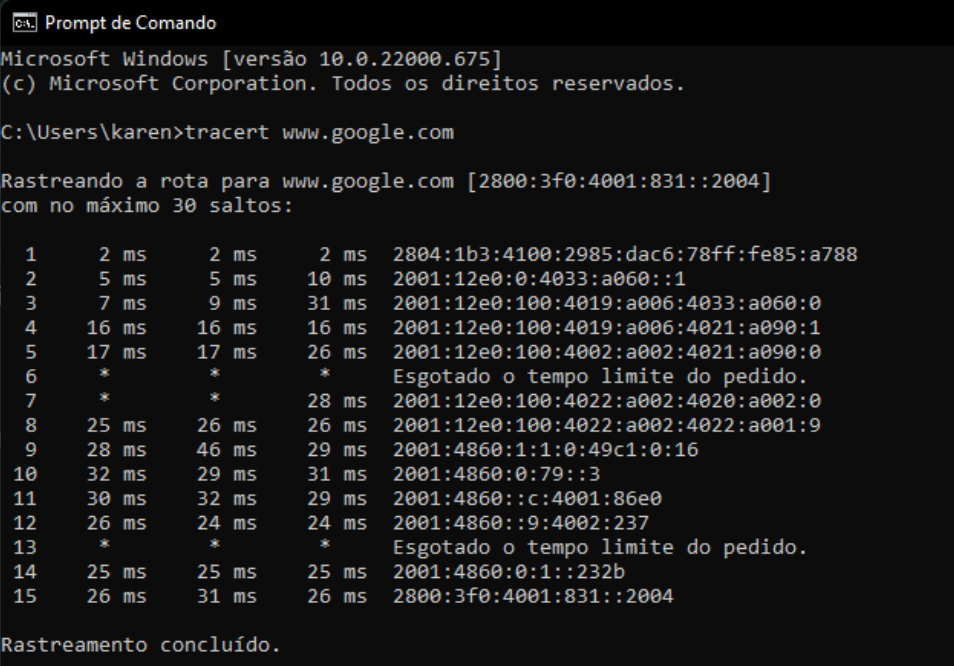 Prompt de Comando
Microsoft Windows [versão 10.0.22000.675]
(c) Microsoft Corporation. Todos os direitos reservados.
C:\Users\karen>tracert www.google.com
Rastreando a rota para www.google.com [2800:3f0:4001:831::2004]
com no máximo 30 saltos:
1 2 ms 2 ms 2 ms 2804:1b3:4100:2985:dac6:78ff:fe85:a788
2 5 ms 5 ms 10 ms 2001:12e0:0:4033:a060::1
3 7 ms 9 ms 31 ms 2001:12e0:100:4019:a006:4033:a060:0
4 16 ms 16 ms 16 ms 2001:12e0:100:4019:a006:4021:a090:1
5 17 ms 17 ms 26 ms 2001:12e0:100:4002:a002:4021:a090:0
6 * * * Esgotado o tempo limite do pedido.
7 * * 28 ms 2001:12e0:100:4022:a002:4020:a002:0
8 25 ms 26 ms 26 ms 2001:12e0:100:4022:a002:4022:a001:9
9 28 ms 46 ms 29 ms 2001:4860:1:1:0:49c1:0:16
10 32 ms 29 ms 31 ms 2001:4860:0:79::3
11 30 ms 32 ms 29 ms 2001:4860::c:4001:86e0
12 26 ms 24 ms 24 ms 2001:4860::9:4002:237
13 * * * Esgotado o tempo limite do pedido.
14 25 ms 25 ms 25 ms 2001:4860:0:1::232b
15 26 ms 31 ms 26 ms 2800:3f0:4001:831::2004
Rastreamento concluído.